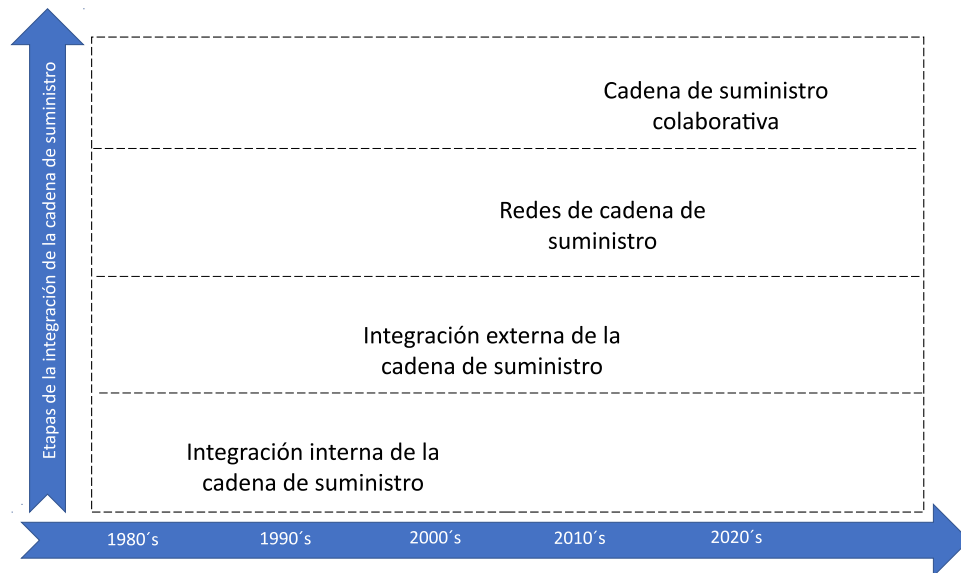 Etapas de la integración de la cadena de suministro
Cadena de suministro
colaborativa
Redes de cadena de
suministro
Integración externa de la
cadena de suministro
Integración interna de la
cadena de suministro
1980´s 1990´s 2000´s 2010´s 2020´s